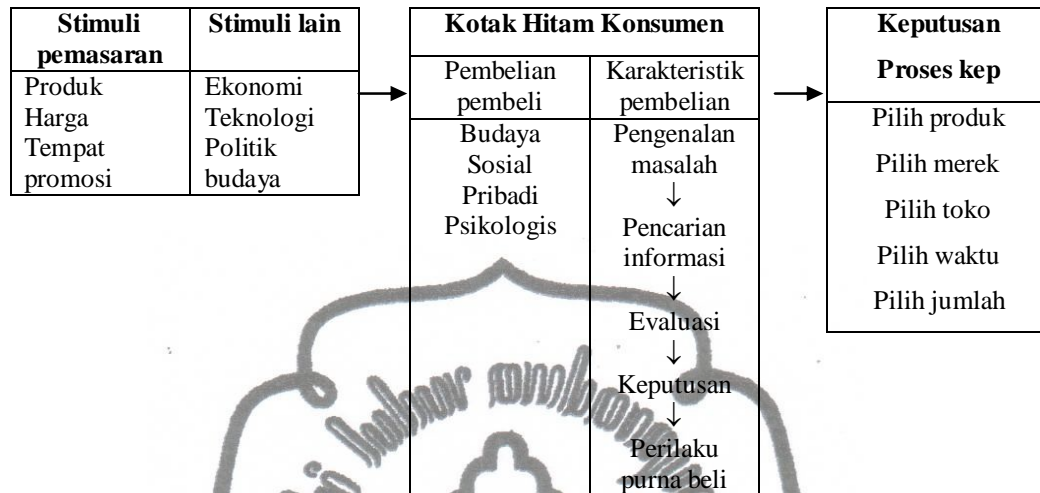 Stimuli
pemasaran
Stimuli lain
Produk
Harga
Tempat
promosi
Ekonomi
Teknologi
Politik
budaya
Kotak Hitam Konsumen
Pembelian
pembeli
Karakteristik
pembelian
Budaya
Sosial
Pribadi
Psikologis
Pengenalan
masalah
↓
Pencarian
informasi
↓
Evaluasi
↓
Keputusan
↓
Perilaku
purna beli
Keputusan
Proses kep
Pilih produk
Pilih merek
Pilih toko
Pilih waktu
Pilih jumlah